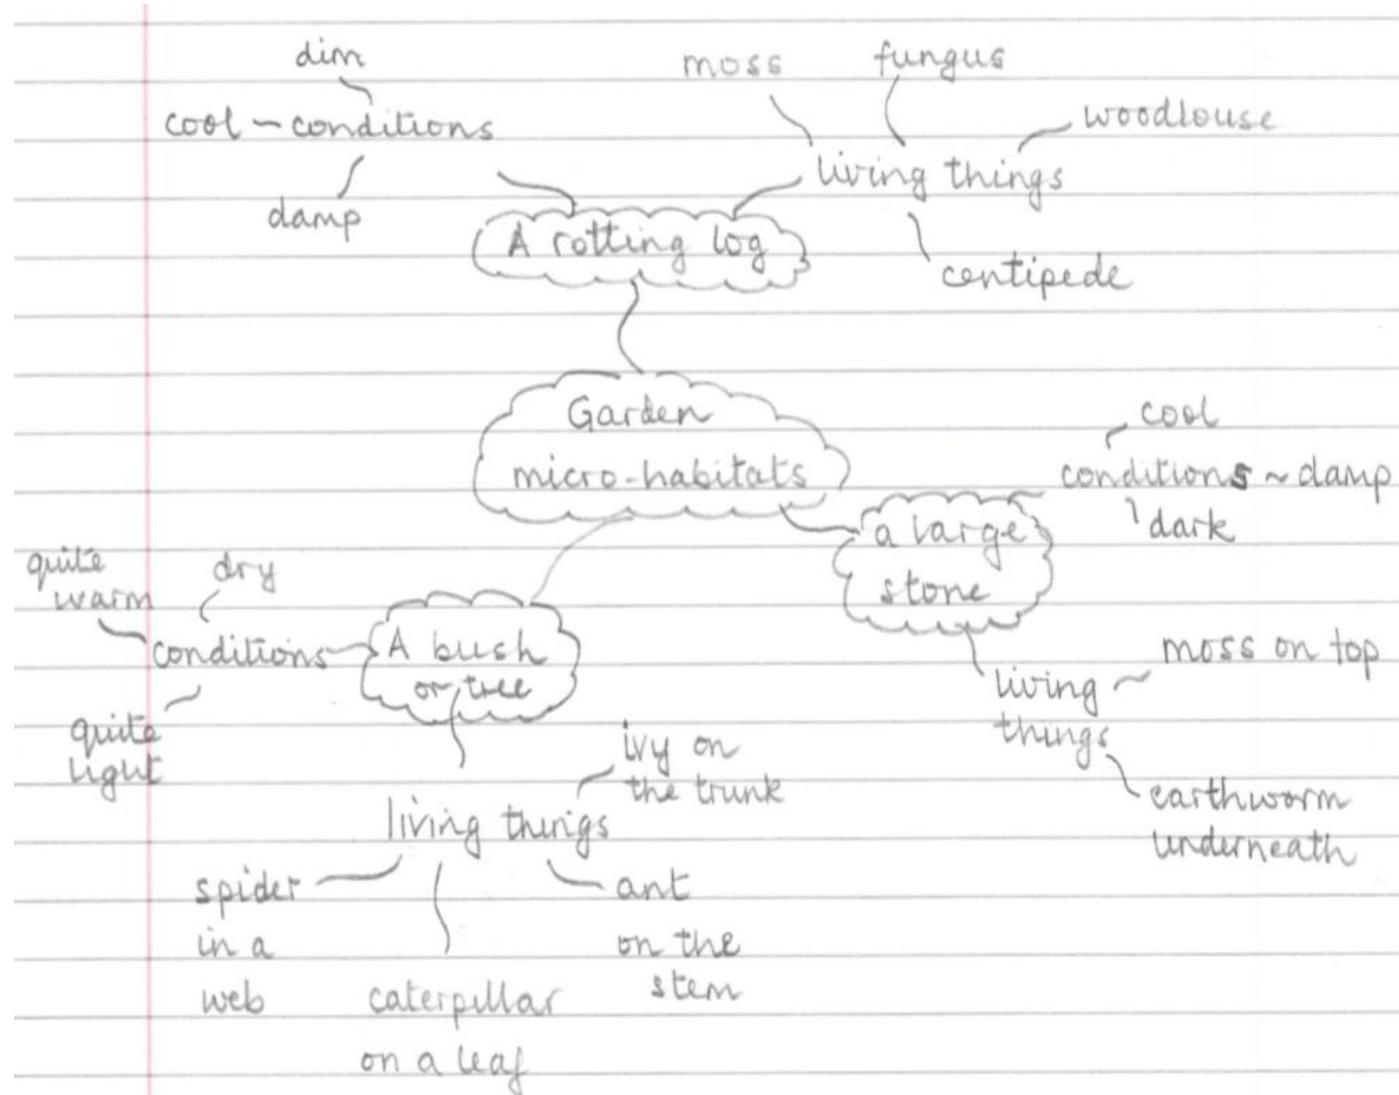 dim
cool - conditions
damp
moss
fungus
woodlouse
living things
centipede
A rotting log
Garden
micro-habitats
cool
conditions ~ damp
dark
a large
stone
living
things
moss on top
earthworm
underneath
quite
warm
dry
conditions
quite
light
A bush
or tree
living things
ivy on
the trunk
spider
in a
web
caterpillar
on a leaf
ant
on the
stem